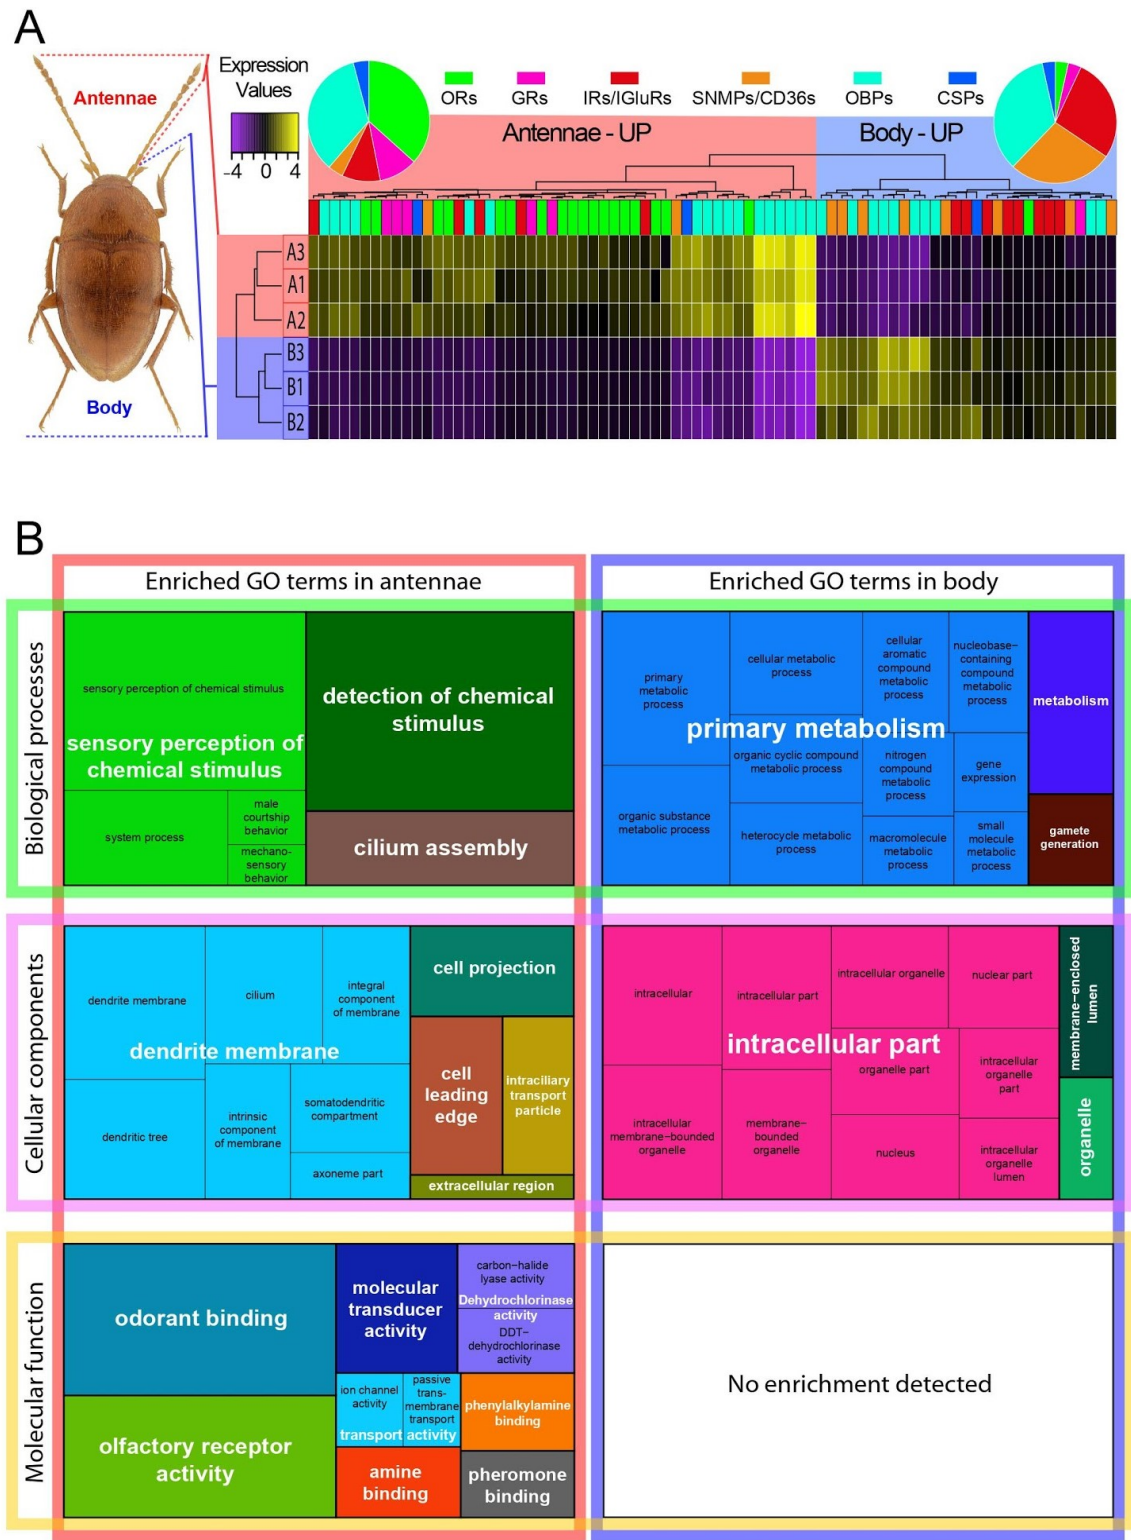 A
Antennae
Body
Expression
Values
-4 0 4
ORs
GRs
IRs/IGluRs
SNMPs/CD36s
OBPs
CSPs
Antennae - UP
Body - UP
A3
A1
A2
B3
B1
B2
B
Enriched GO terms in antennae
Enriched GO terms in body
Biological processes
sensory perception of chemical stimulus
sensory perception of
chemical stimulus
system process
male
courtship
behavior
mechano-
sensory
behavior
detection of chemical
stimulus
cilium assembly
primary
metabolic
process
cellular metabolic
process
cellular
aromatic
compound
metabolic
process
nucleobase−
containing
compound
metabolic
process
primary metabolism
organic substance
metabolic process
organic cyclic compound
metabolic process
nitrogen
compound
metabolic
process
gene
expression
heterocycle metabolic
process
macromolecule
metabolic
process
small
molecule
metabolic
process
metabolism
gamete
generation
Cellular components
dendrite membrane
cilium
integral
component
of membrane
dendrite membrane
dendritic tree
intrinsic
component
of membrane
somatodendritic
compartment
axoneme part
cell projection
cell
leading
edge
intraciliary
transport
particle
extracellular region
intracellular
intracellular part
intracellular organelle
nuclear part
intracellular part
organelle part
intracellular
organelle
part
intracellular
membrane−bounded
organelle
membrane−
bounded
organelle
nucleus
intracellular
organelle
lumen
membrane−enclosed
lumen
organelle
Molecular function
odorant binding
olfactory receptor
activity
molecular
transducer
activity
carbon−halide
lyase activity
Dehydrochlorinase
activity
DDT−
dehydrochlorinase
activity
ion channel
activity
passive
trans-
membrane
transport
transport activity
phenylalkylamine
binding
amine
binding
pheromone
binding
No enrichment detected